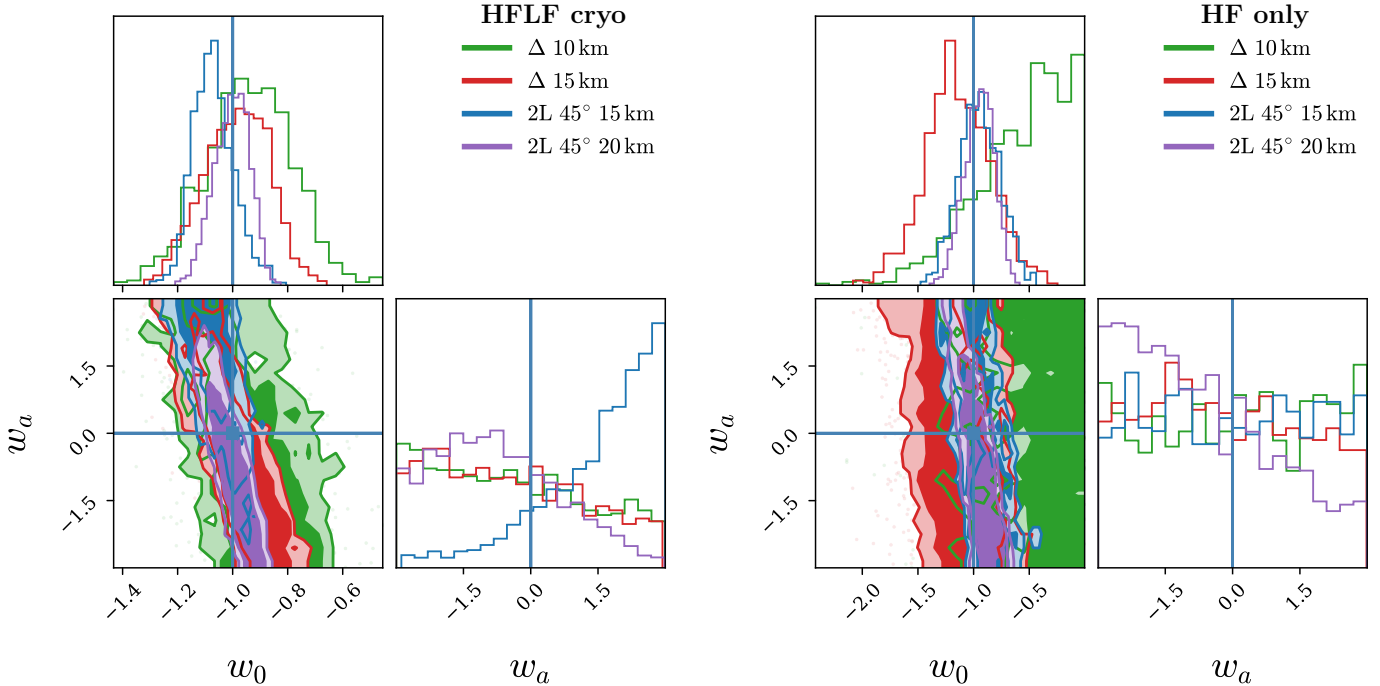 HFLF cryo
Δ 10 km
Δ 15 km
2L 45° 15 km
2L 45° 20 km
HF only
Δ 10 km
Δ 15 km
2L 45° 15 km
2L 45° 20 km
w_a
1.5
0.0
−1.5
−1.4
−1.2
−1.0
−0.8
−0.6
w_0
−1.5
0.0
1.5
w_a
w_a
1.5
0.0
−1.5
−2.0
−1.5
−1.0
−0.5
w_0
−1.5
0.0
1.5
w_a